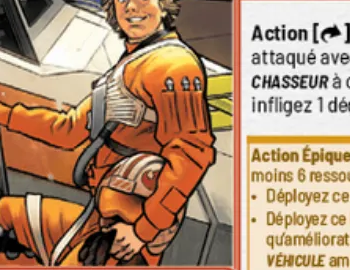 Action [
attaqué ave
CHASSEUR à
infligez 1 dé
Action Épique
moins 6 ressou
• Déployez ce
• Déployez ce
qu'améliorat
VÉHICULE am